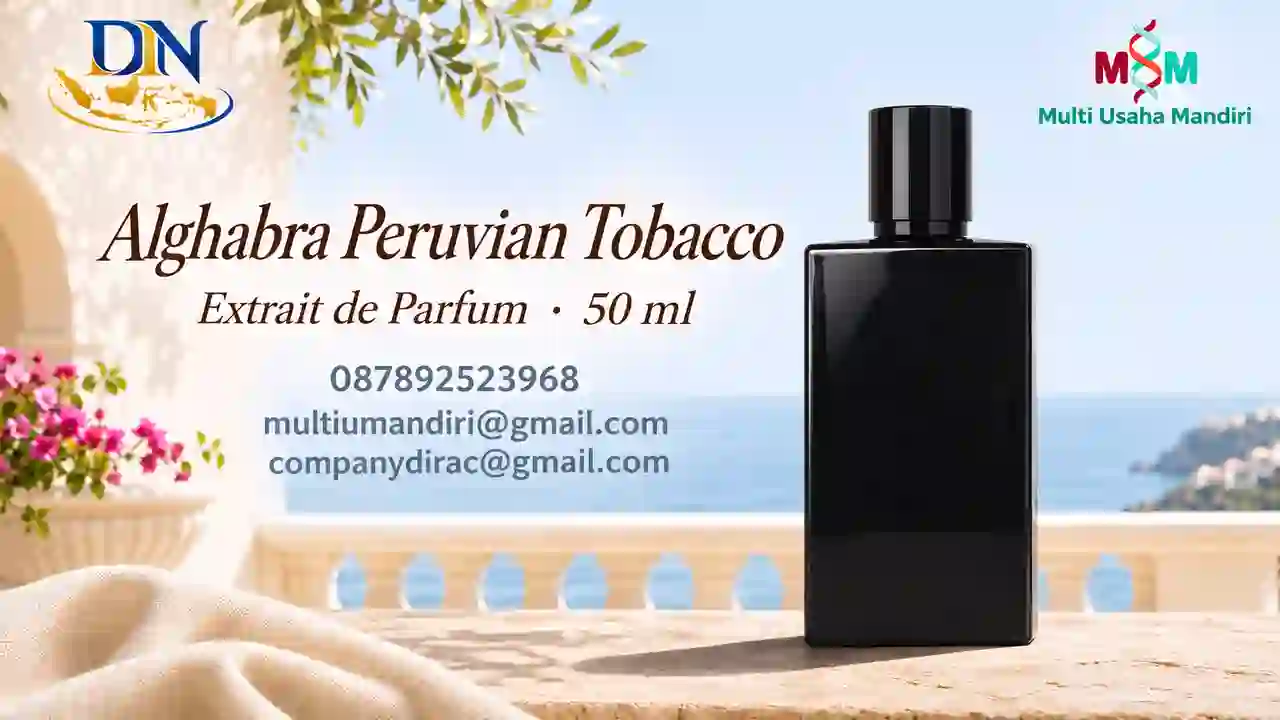 DN
M M
Multi Usaha Mandiri
Alghabra Peruvian Tobacco
Extrait de Parfum · 50 ml
087892523968
multiumandiri@gmail.com
companydirac@gmail.com